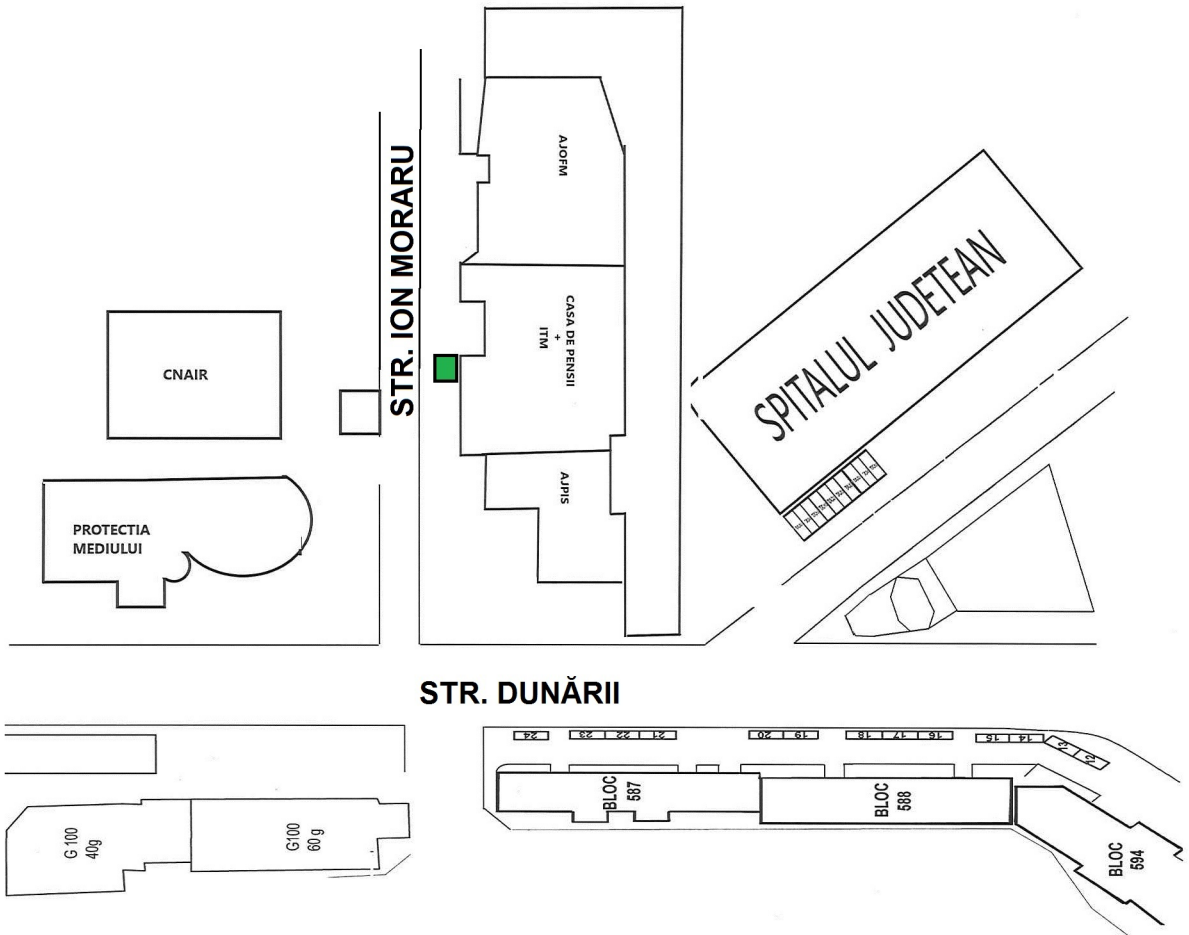 AJOFM
STR. ION MORARU
SPITALUL JUDETEAN
CASA DE PENSII
+
ITM
CNAIR
AJPIS
PROTECTIA
MEDIULUI
STR. DUNĂRII
24
23
22
21
20
19
18
17
16
15
14
13
12
BLOC
587
BLOC
588
G 100
40g
G100
60 g
BLOC
594